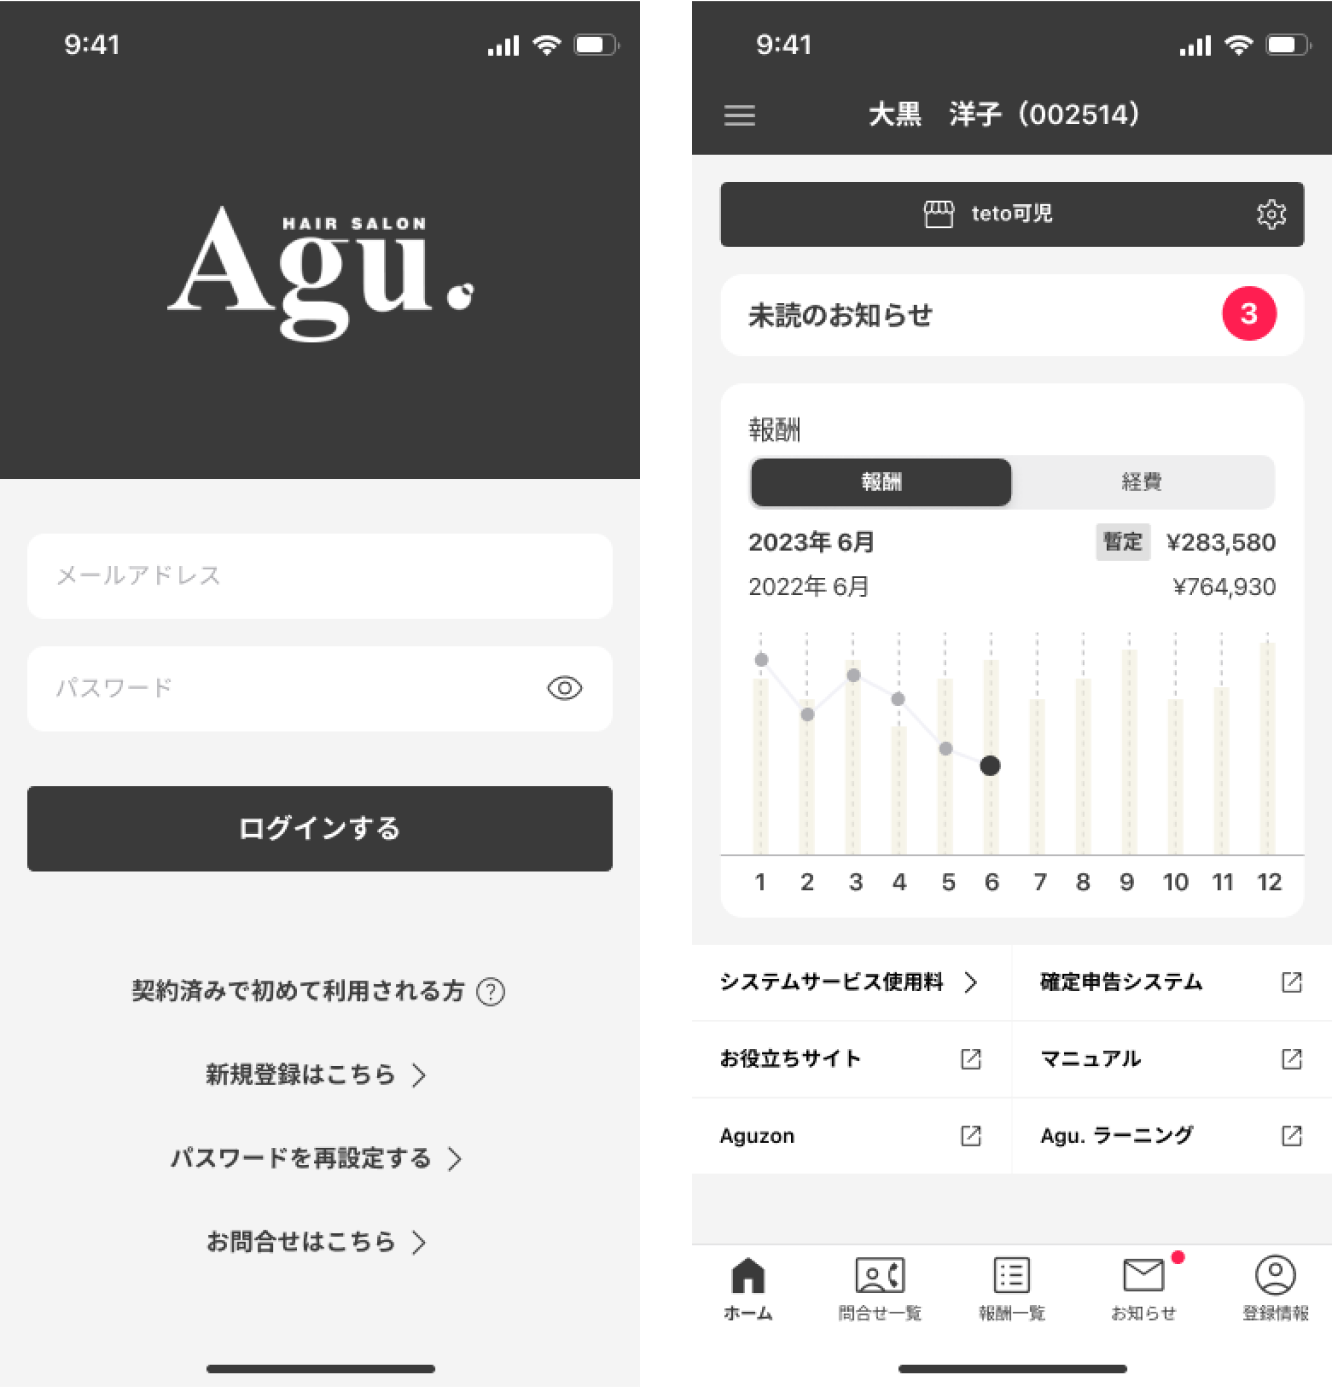 9:41
HAIR SALON
Agu.
メールアドレス
パスワード
ログインする
契約済みで初めて利用される方 ?
新規登録はこちら
パスワードを再設定する
お問合せはこちら
9:41
大黒　洋子（002514）
teto可児
未読のお知らせ 3
報酬
報酬 経費
2023年 6月 暫定 ¥283,580
2022年 6月 ¥764,930
1 2 3 4 5 6 7 8 9 10 11 12
システムサービス使用料 確定申告システム
お役立ちサイト マニュアル
Aguzon Agu. ラーニング
ホーム 問合せ一覧 報酬一覧 お知らせ 登録情報